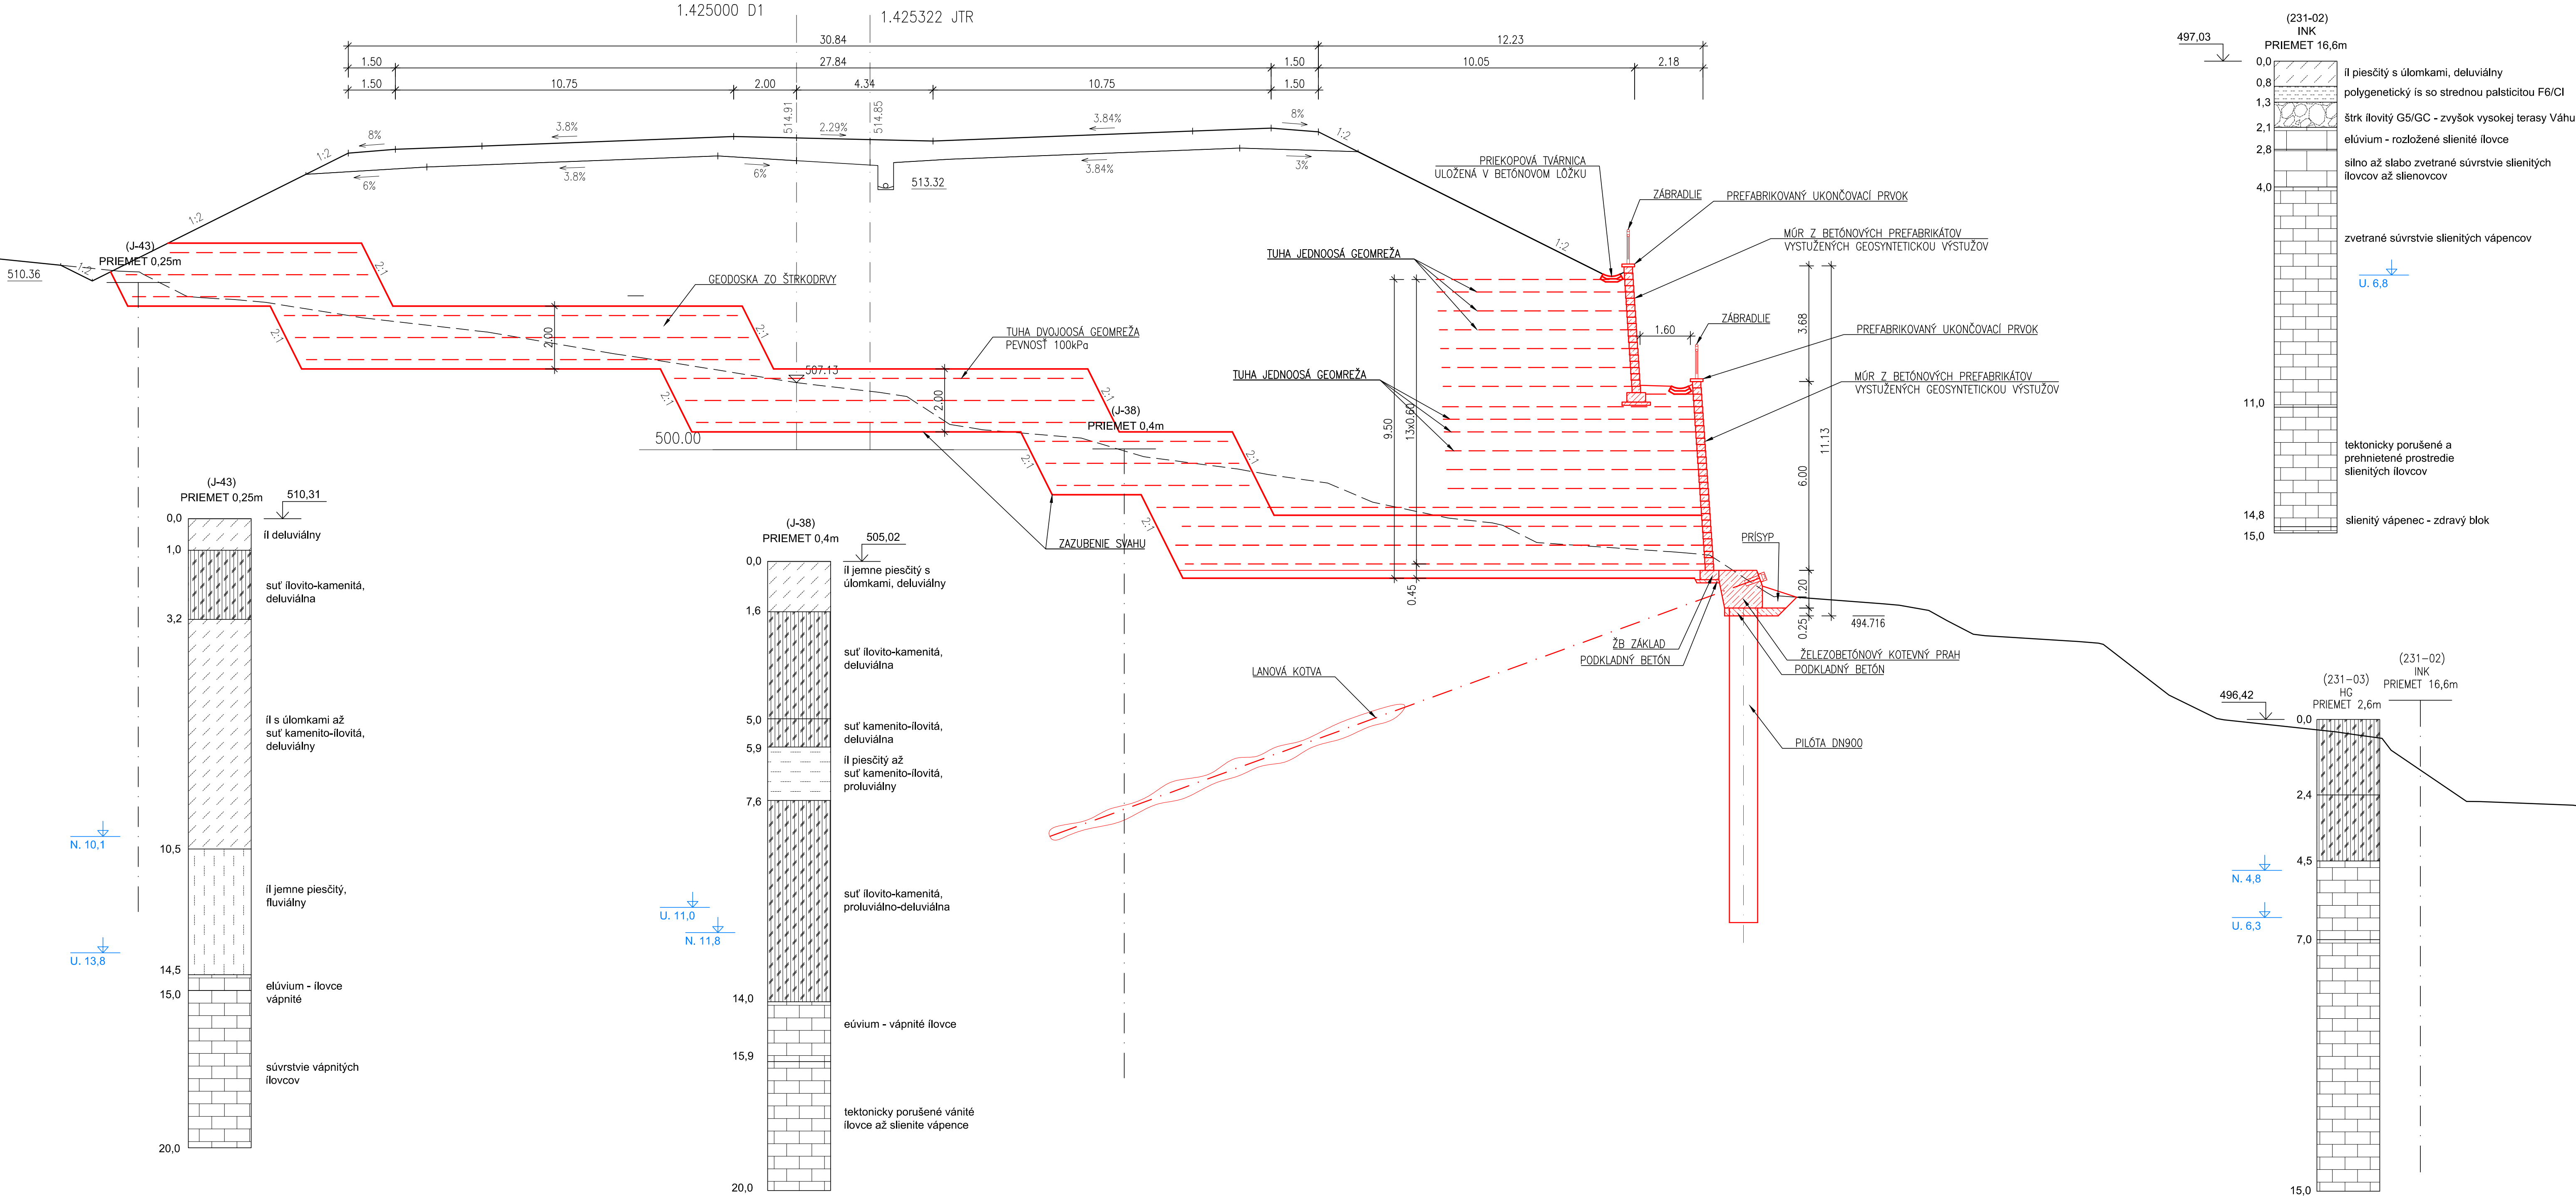 1.425000 D1
1.425322 JTR
30.84
12.23
1.50
27.84
1.50
10.05
2.18
1.50
10.75
2.00
4.34
10.75
1.50
514.91
514.85
8%
3.8%
2.29%
3.84%
8%
1:2
1:2
6%
3.8%
6%
513.32
3.84%
3%
1:2
1:2
1:2
510.36
(J-43)
PRIEMET 0,25m
2:1
2:1
2:1
2:1
2:1
2:1
2:1
2:1
GEODOSKA ZO ŠTRKODRVY
2.00
507.13
TUHA DVOJOOSÁ GEOMREŽA
PEVNOSŤ 100kPa
2.00
500.00
(J-38)
PRIEMET 0,4m
ZAZUBENIE SVAHU
PRIEKOPOVÁ TVÁRNICA
ULOŽENÁ V BETÓNOVOM LÔŽKU
ZÁBRADLIE
PREFABRIKOVANÝ UKONČOVACÍ PRVOK
MÚR Z BETÓNOVÝCH PREFABRIKÁTOV
VYSTUŽENÝCH GEOSYNTETICKOU VÝSTUŽOV
TUHA JEDNOOSÁ GEOMREŽA
1.60
ZÁBRADLIE
PREFABRIKOVANÝ UKONČOVACÍ PRVOK
MÚR Z BETÓNOVÝCH PREFABRIKÁTOV
VYSTUŽENÝCH GEOSYNTETICKOU VÝSTUŽOV
TUHA JEDNOOSÁ GEOMREŽA
9.50
13x0.60
0.45
3.68
11.13
6.00
.20
0.25
PRÍSYP
494.716
ŽB ZÁKLAD
PODKLADNÝ BETÓN
ŽELEZOBETÓNOVÝ KOTEVNÝ PRAH
PODKLADNÝ BETÓN
LANOVÁ KOTVA
PILÓTA DN900
(J-43)
PRIEMET 0,25m
510,31
0,0
íl deluviálny
1,0
suť ílovito-kamenitá,
deluviálna
3,2
íl s úlomkami až
suť kamenito-ílovitá,
deluviálny
N. 10,1
10,5
íl jemne piesčitý,
fluviálny
U. 13,8
14,5
elúvium - ílovce
vápnité
15,0
súvrstvie vápnitých
ílovcov
20,0
(J-38)
PRIEMET 0,4m
505,02
0,0
íl jemne piesčitý s
úlomkami, deluviálny
1,6
suť ílovito-kamenitá,
deluviálna
5,0
suť kamenito-ílovitá,
deluviálna
5,9
íl piesčitý až
suť kamenito-ílovitá,
proluviálny
7,6
suť ílovito-kamenitá,
proluviálno-deluviálna
U. 11,0
N. 11,8
14,0
eúvium - vápnité ílovce
15,9
tektonicky porušené vánité
ílovce až slienite vápence
20,0
(231-02)
INK
PRIEMET 16,6m
497,03
0,0
íl piesčitý s úlomkami, deluviálny
0,8
polygenetický ís so strednou palsticitou F6/CI
1,3
štrk ílovitý G5/GC - zvyšok vysokej terasy Váhu
2,1
elúvium - rozložené slienité ílovce
2,8
silno až slabo zvetrané súvrstvie slienitých
ílovcov až slienovcov
4,0
zvetrané súvrstvie slienitých vápencov
U. 6,8
11,0
tektonicky porušené a
prehnietené prostredie
slienitých ílovcov
14,8
slienitý vápenec - zdravý blok
15,0
(231-03)
HG
PRIEMET 2,6m
(231-02)
INK
PRIEMET 16,6m
496,42
0,0
2,4
4,5
N. 4,8
U. 6,3
7,0
15,0